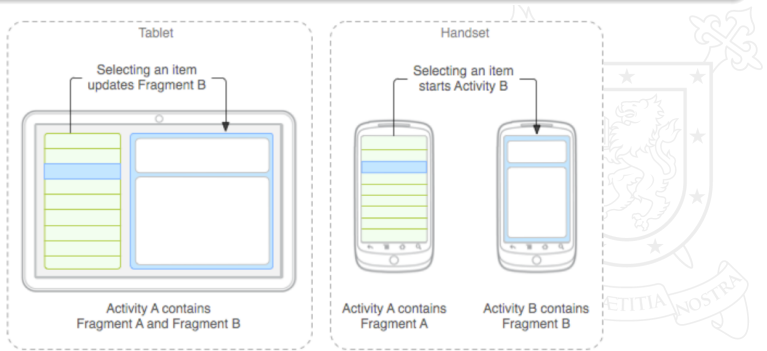 Tablet
Selecting an item
updates Fragment B
Activity A contains
Fragment A and Fragment B
Handset
Selecting an item
starts Activity B
Activity A contains
Fragment A
Activity B contains
Fragment B
NOSTRA